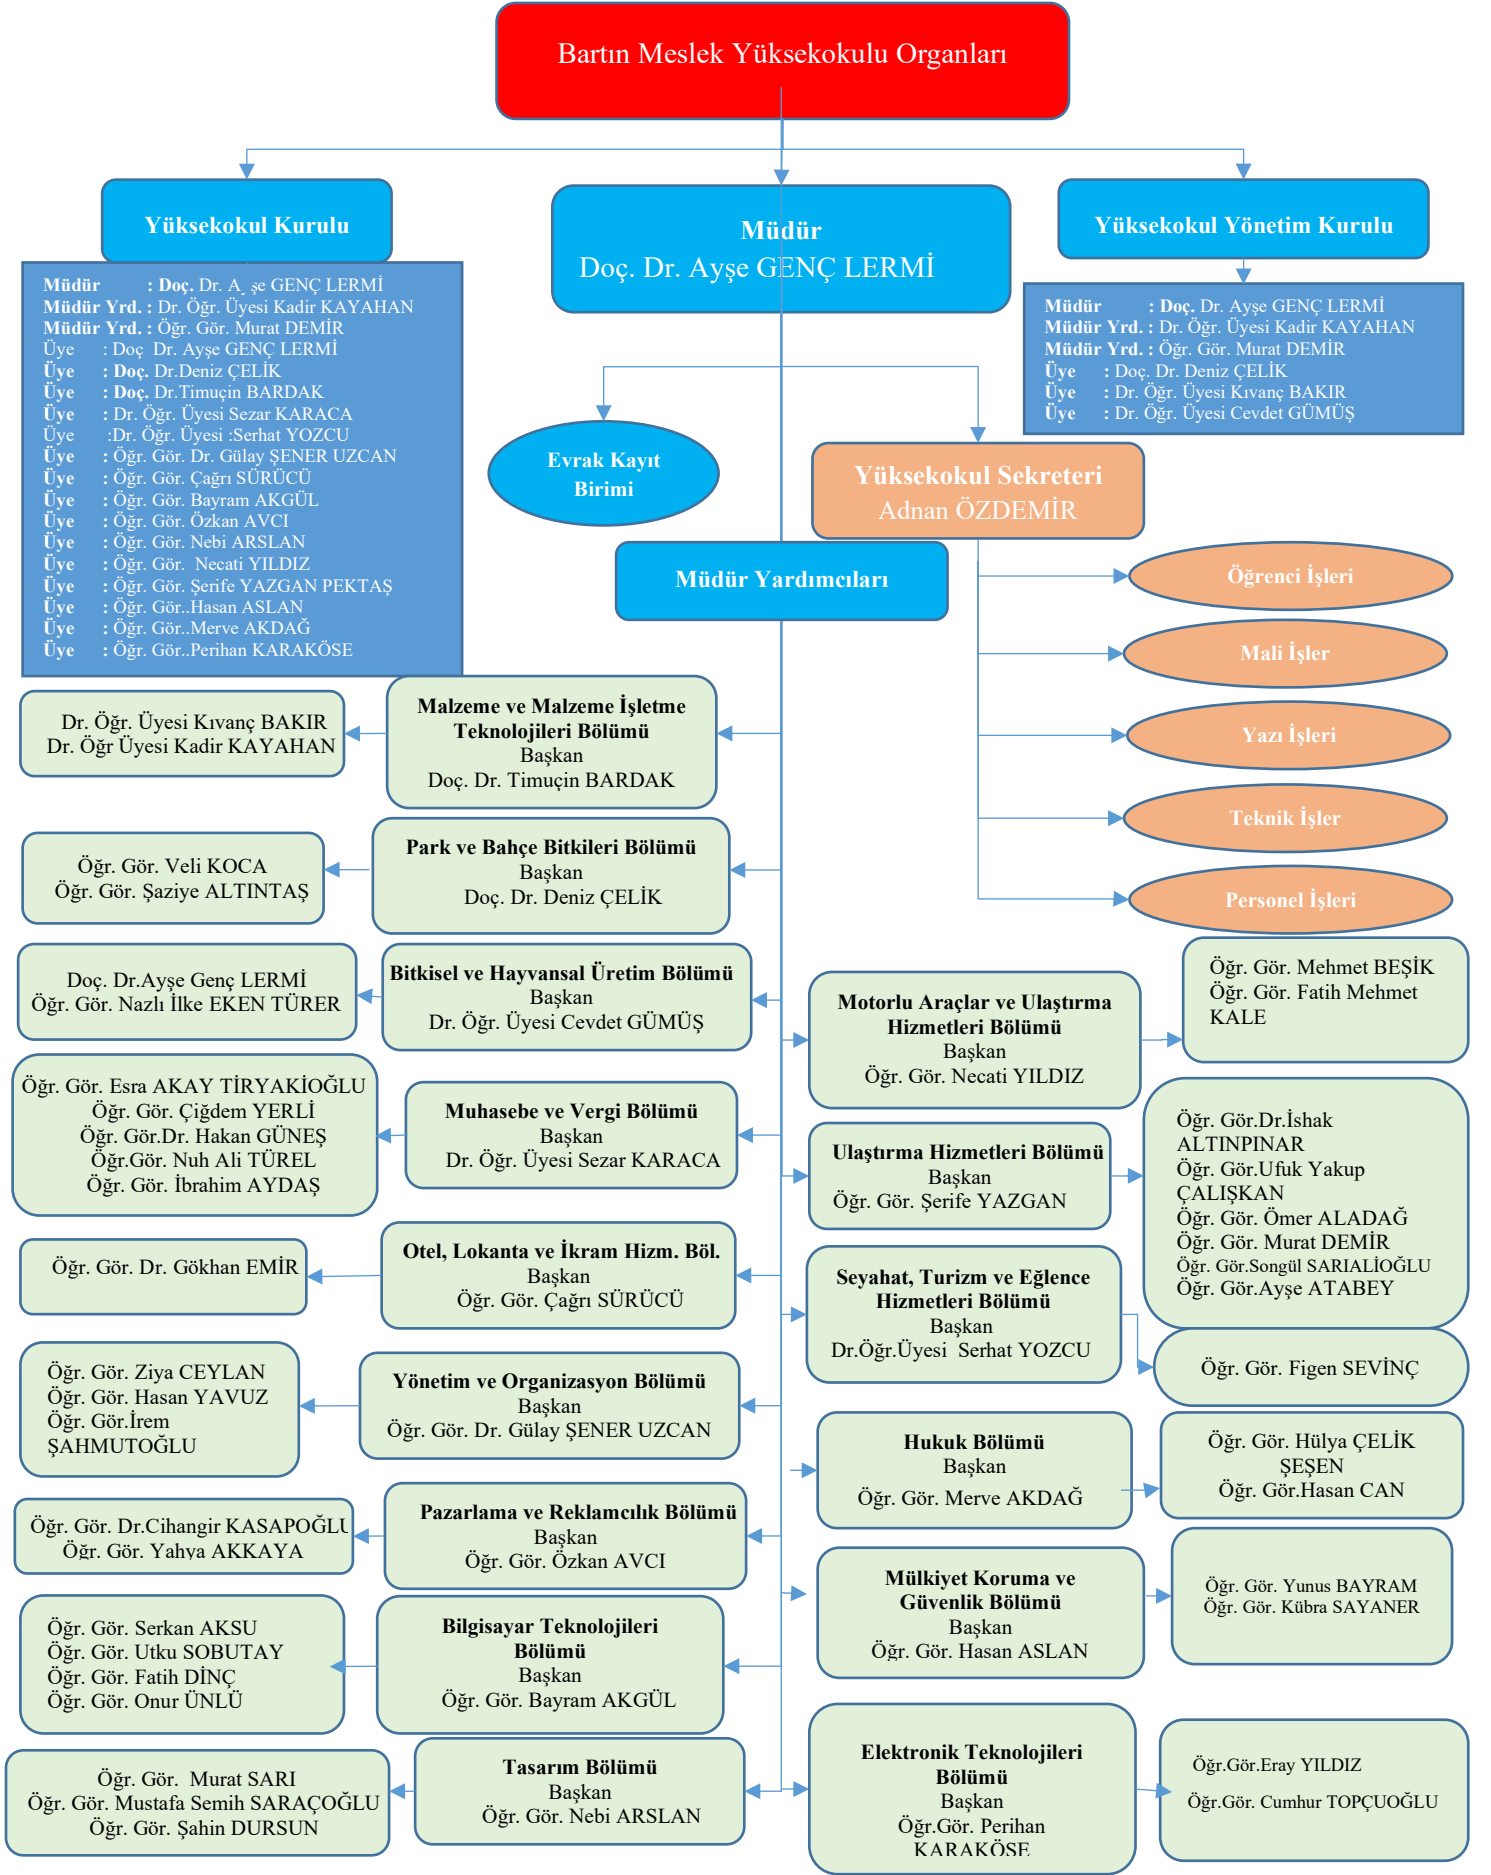 Bartın Meslek Yüksekokulu Organları
Yüksekokul Kurulu
Müdür
Doç. Dr. Ayşe GENÇ LERMİ
Yüksekokul Yönetim Kurulu
Müdür : Doç. Dr. Ayşe GENÇ LERMİ
Müdür Yrd. : Dr. Öğr. Üyesi Kadir KAYAHAN
Müdür Yrd. : Öğr. Gör. Murat DEMİR
Üye : Doç Dr. Ayşe GENÇ LERMİ
Üye : Doç. Dr.Deniz ÇELİK
Üye : Doç. Dr.Timuçin BARDAK
Üye : Dr. Öğr. Üyesi Sezar KARACA
Üye :Dr. Öğr. Üyesi :Serhat YOZCU
Üye : Öğr. Gör. Dr. Gülay ŞENER UZCAN
Üye : Öğr. Gör. Çağrı SÜRÜCÜ
Üye : Öğr. Gör. Bayram AKGÜL
Üye : Öğr. Gör. Özkan AVCI
Üye : Öğr. Gör. Nebi ARSLAN
Üye : Öğr. Gör. Necati YILDIZ
Üye : Öğr. Gör. Şerife YAZGAN PEKTAŞ
Üye : Öğr. Gör..Hasan ASLAN
Üye : Öğr. Gör..Merve AKDAĞ
Üye : Öğr. Gör..Perihan KARAKÖSE
Müdür : Doç. Dr. Ayşe GENÇ LERMİ
Müdür Yrd. : Dr. Öğr. Üyesi Kadir KAYAHAN
Müdür Yrd. : Öğr. Gör. Murat DEMİR
Üye : Doç. Dr. Deniz ÇELİK
Üye : Dr. Öğr. Üyesi Kıvanç BAKIR
Üye : Dr. Öğr. Üyesi Cevdet GÜMÜŞ
Evrak Kayıt
Birimi
Yüksekokul Sekreteri
Adnan ÖZDEMİR
Müdür Yardımcıları
Öğrenci İşleri
Mali İşler
Yazı İşleri
Teknik İşler
Personel İşleri
Malzeme ve Malzeme İşletme
Teknolojileri Bölümü
Başkan
Doç. Dr. Timuçin BARDAK
Dr. Öğr. Üyesi Kıvanç BAKIR
Dr. Öğr Üyesi Kadir KAYAHAN
Park ve Bahçe Bitkileri Bölümü
Başkan
Doç. Dr. Deniz ÇELİK
Öğr. Gör. Veli KOCA
Öğr. Gör. Şaziye ALTINTAŞ
Bitkisel ve Hayvansal Üretim Bölümü
Başkan
Dr. Öğr. Üyesi Cevdet GÜMÜŞ
Doç. Dr.Ayşe Genç LERMİ
Öğr. Gör. Nazlı İlke EKEN TÜRER
Muhasebe ve Vergi Bölümü
Başkan
Dr. Öğr. Üyesi Sezar KARACA
Öğr. Gör. Esra AKAY TİRYAKİOĞLU
Öğr. Gör. Çiğdem YERLİ
Öğr. Gör.Dr. Hakan GÜNEŞ
Öğr.Gör. Nuh Ali TÜREL
Öğr. Gör. İbrahim AYDAŞ
Otel, Lokanta ve İkram Hizm. Böl.
Başkan
Öğr. Gör. Çağrı SÜRÜCÜ
Öğr. Gör. Dr. Gökhan EMİR
Yönetim ve Organizasyon Bölümü
Başkan
Öğr. Gör. Dr. Gülay ŞENER UZCAN
Öğr. Gör. Ziya CEYLAN
Öğr. Gör. Hasan YAVUZ
Öğr. Gör.İrem
ŞAHMUTOĞLU
Pazarlama ve Reklamcılık Bölümü
Başkan
Öğr. Gör. Özkan AVCI
Öğr. Gör. Dr.Cihangir KASAPOĞLU
Öğr. Gör. Yahya AKKAYA
Bilgisayar Teknolojileri
Bölümü
Başkan
Öğr. Gör. Bayram AKGÜL
Öğr. Gör. Serkan AKSU
Öğr. Gör. Utku SOBUTAY
Öğr. Gör. Fatih DİNÇ
Öğr. Gör. Onur ÜNLÜ
Tasarım Bölümü
Başkan
Öğr. Gör. Nebi ARSLAN
Öğr. Gör. Murat SARI
Öğr. Gör. Mustafa Semih SARAÇOĞLU
Öğr. Gör. Şahin DURSUN
Motorlu Araçlar ve Ulaştırma
Hizmetleri Bölümü
Başkan
Öğr. Gör. Necati YILDIZ
Öğr. Gör. Mehmet BEŞİK
Öğr. Gör. Fatih Mehmet
KALE
Ulaştırma Hizmetleri Bölümü
Başkan
Öğr. Gör. Şerife YAZGAN
Öğr. Gör.Dr.İshak
ALTINPINAR
Öğr. Gör.Ufuk Yakup
ÇALIŞKAN
Öğr. Gör. Ömer ALADAĞ
Öğr. Gör. Murat DEMİR
Öğr. Gör.Songül SARIALİOĞLU
Öğr. Gör.Ayşe ATABEY
Seyahat, Turizm ve Eğlence
Hizmetleri Bölümü
Başkan
Dr.Öğr.Üyesi Serhat YOZCU
Öğr. Gör. Figen SEVİNÇ
Hukuk Bölümü
Başkan
Öğr. Gör. Merve AKDAĞ
Öğr. Gör. Hülya ÇELİK
ŞEŞEN
Öğr. Gör.Hasan CAN
Mülkiyet Koruma ve
Güvenlik Bölümü
Başkan
Öğr. Gör. Hasan ASLAN
Öğr. Gör. Yunus BAYRAM
Öğr. Gör. Kübra SAYANER
Elektronik Teknolojileri
Bölümü
Başkan
Öğr.Gör. Perihan
KARAKÖSE
Öğr.Gör.Eray YILDIZ
Öğr.Gör. Cumhur TOPÇUOĞLU